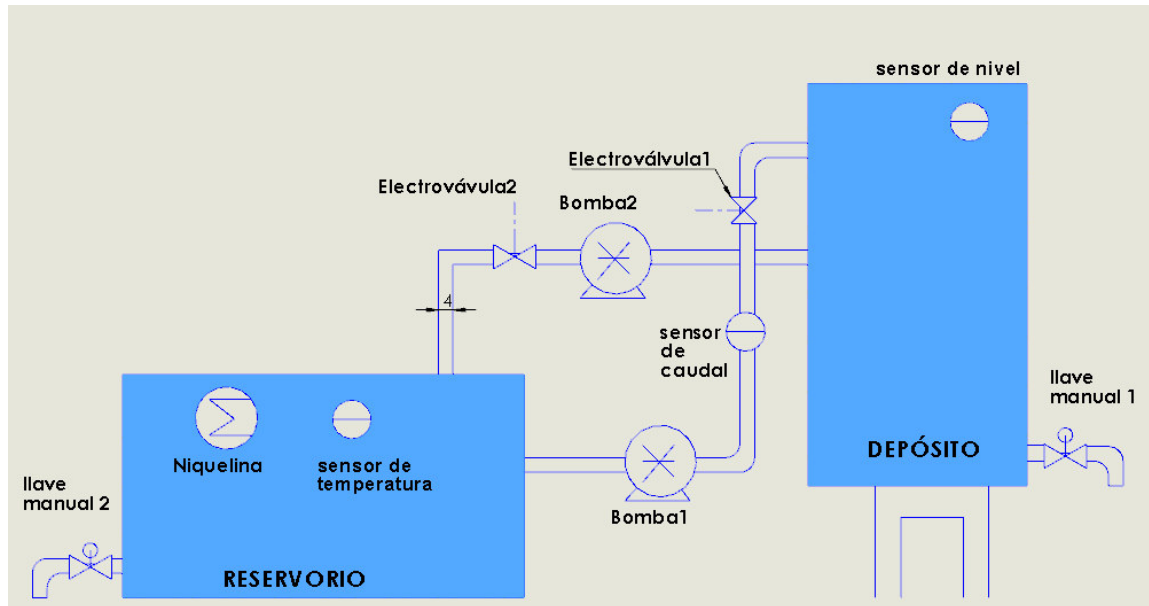 sensor de nivel
Electroválvula1
Electrovávula2
Bomba2
4
sensor
de
caudal
llave
manual 1
DEPÓSITO
Niquelina
sensor de
temperatura
Bomba1
llave
manual 2
RESERVORIO